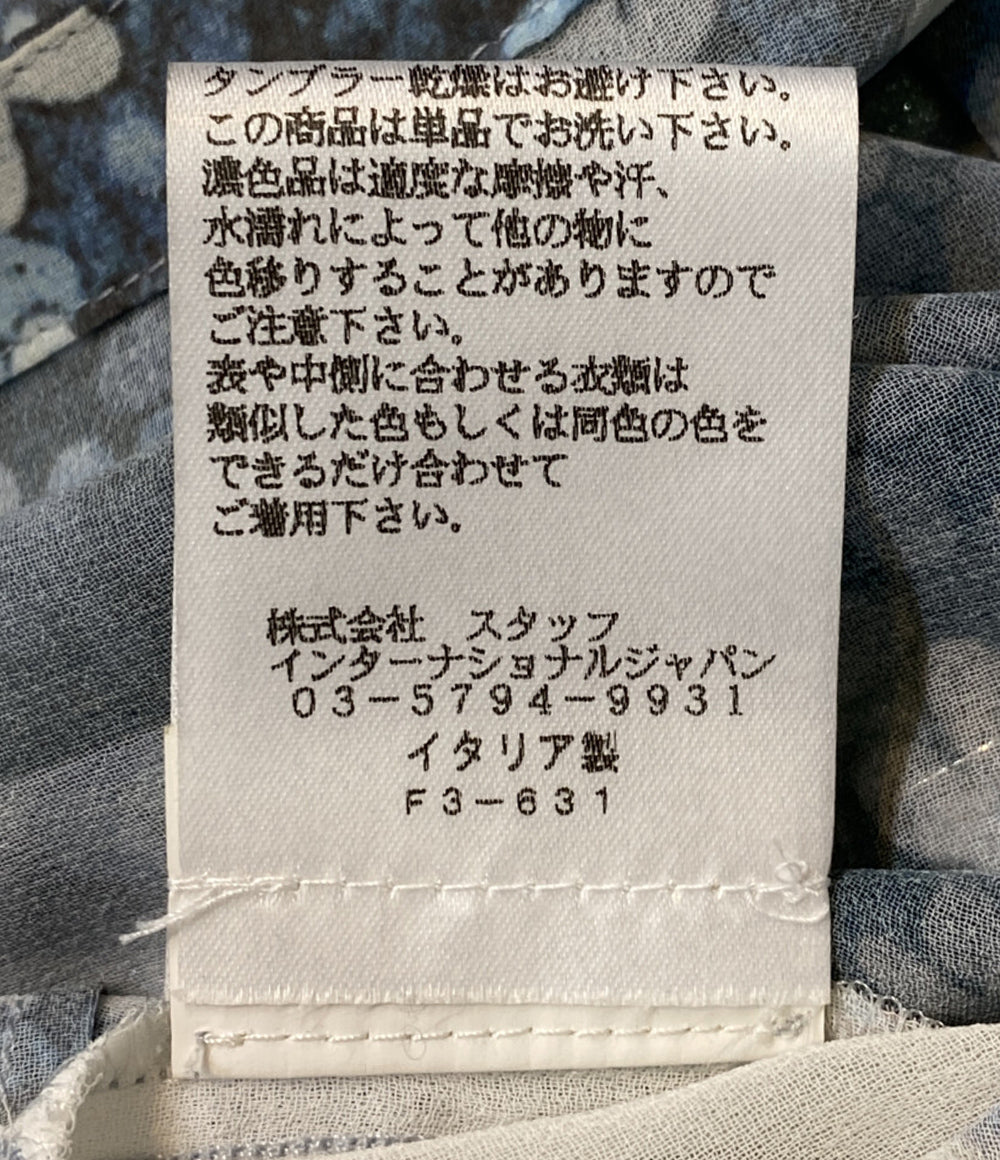 タンブラー乾燥はお避け下さい。
この商品は単品でお洗い下さい。
濃色品は適度な摩擦や汗、
水濡れによって他の物に
色移りすることがありますので
ご注意下さい。
表や中側に合わせる衣類は
類似した色もしくは同色の色を
できるだけ合わせて
ご着用下さい。
株式会社 スタッフ
インターナショナルジャパン
03-5794-9931
イタリア製
F3-631